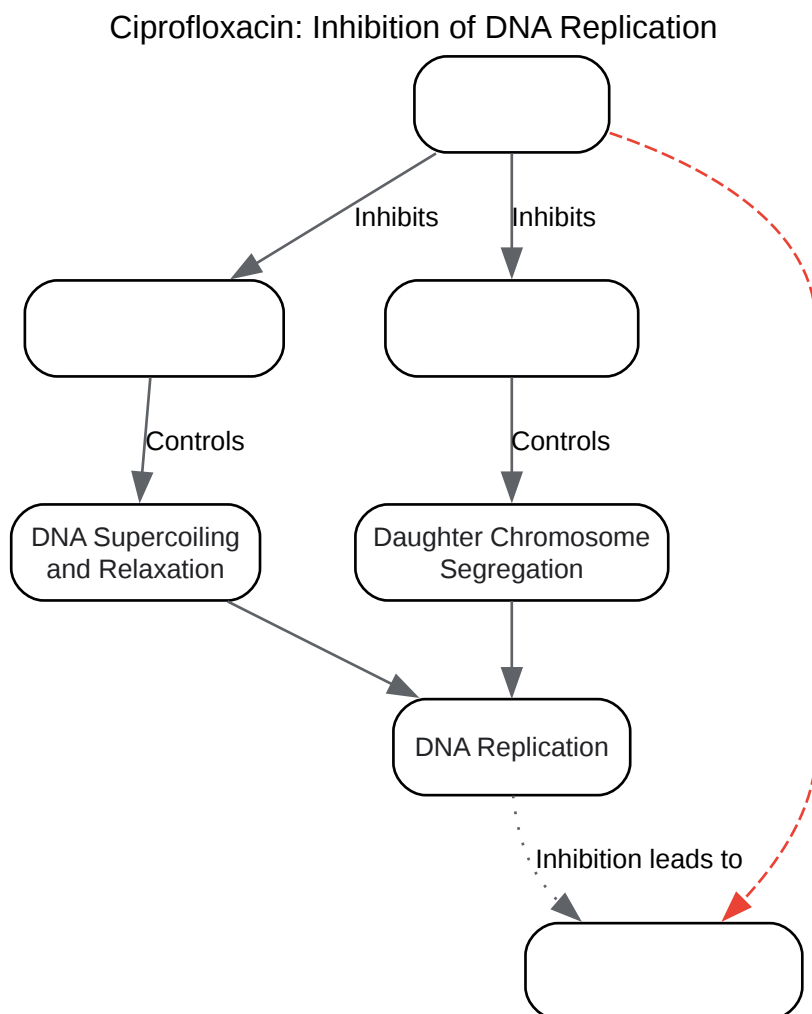 Ciprofloxacin: Inhibition of DNA Replication
Inhibits
Inhibits
Controls
Controls
DNA Supercoiling
and Relaxation
Daughter Chromosome
Segregation
DNA Replication
Inhibition leads to